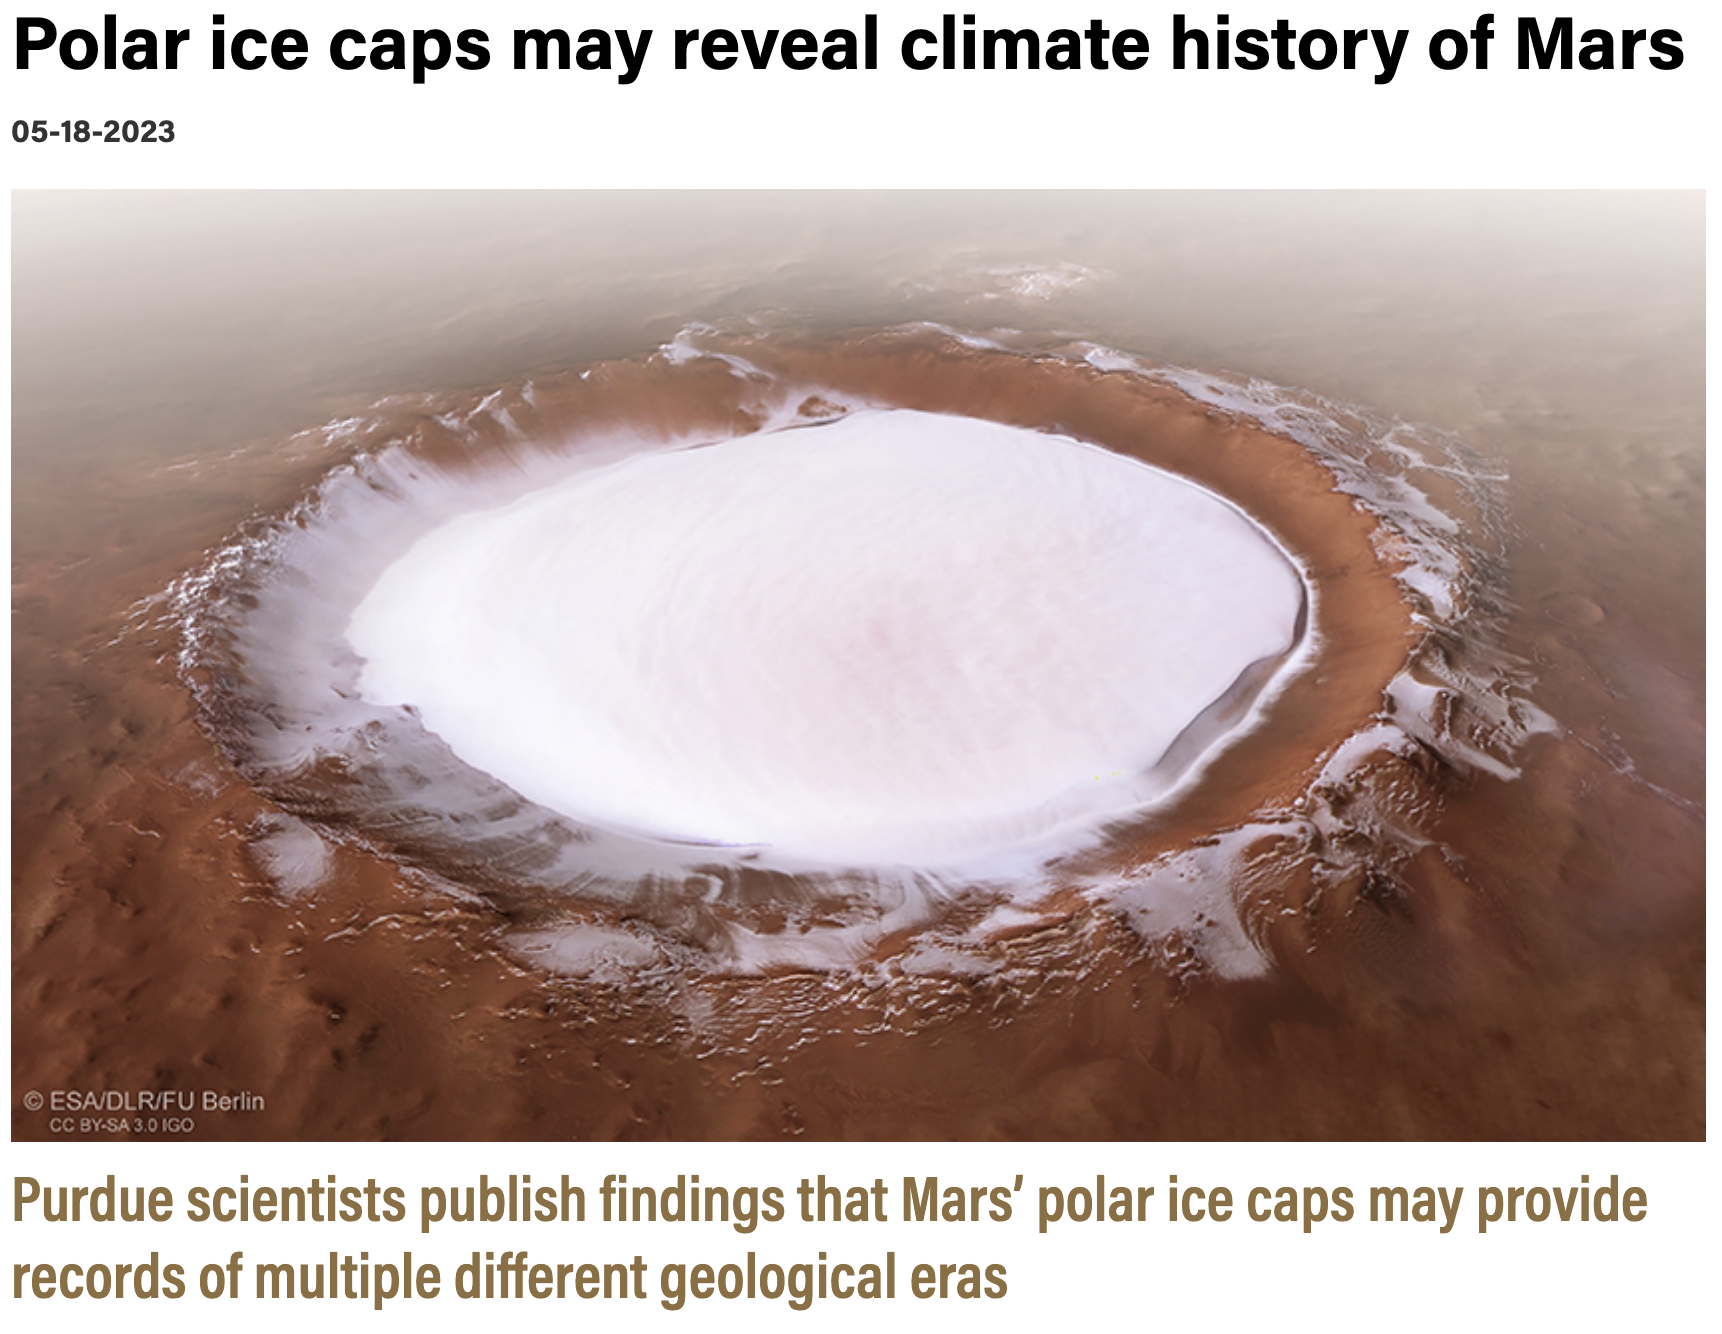 Polar ice caps may reveal climate history of Mars
05-18-2023
© ESA/DLR/FU Berlin
CC BY-SA 3.0 IGO
Purdue scientists publish findings that Mars’ polar ice caps may provide
records of multiple different geological eras